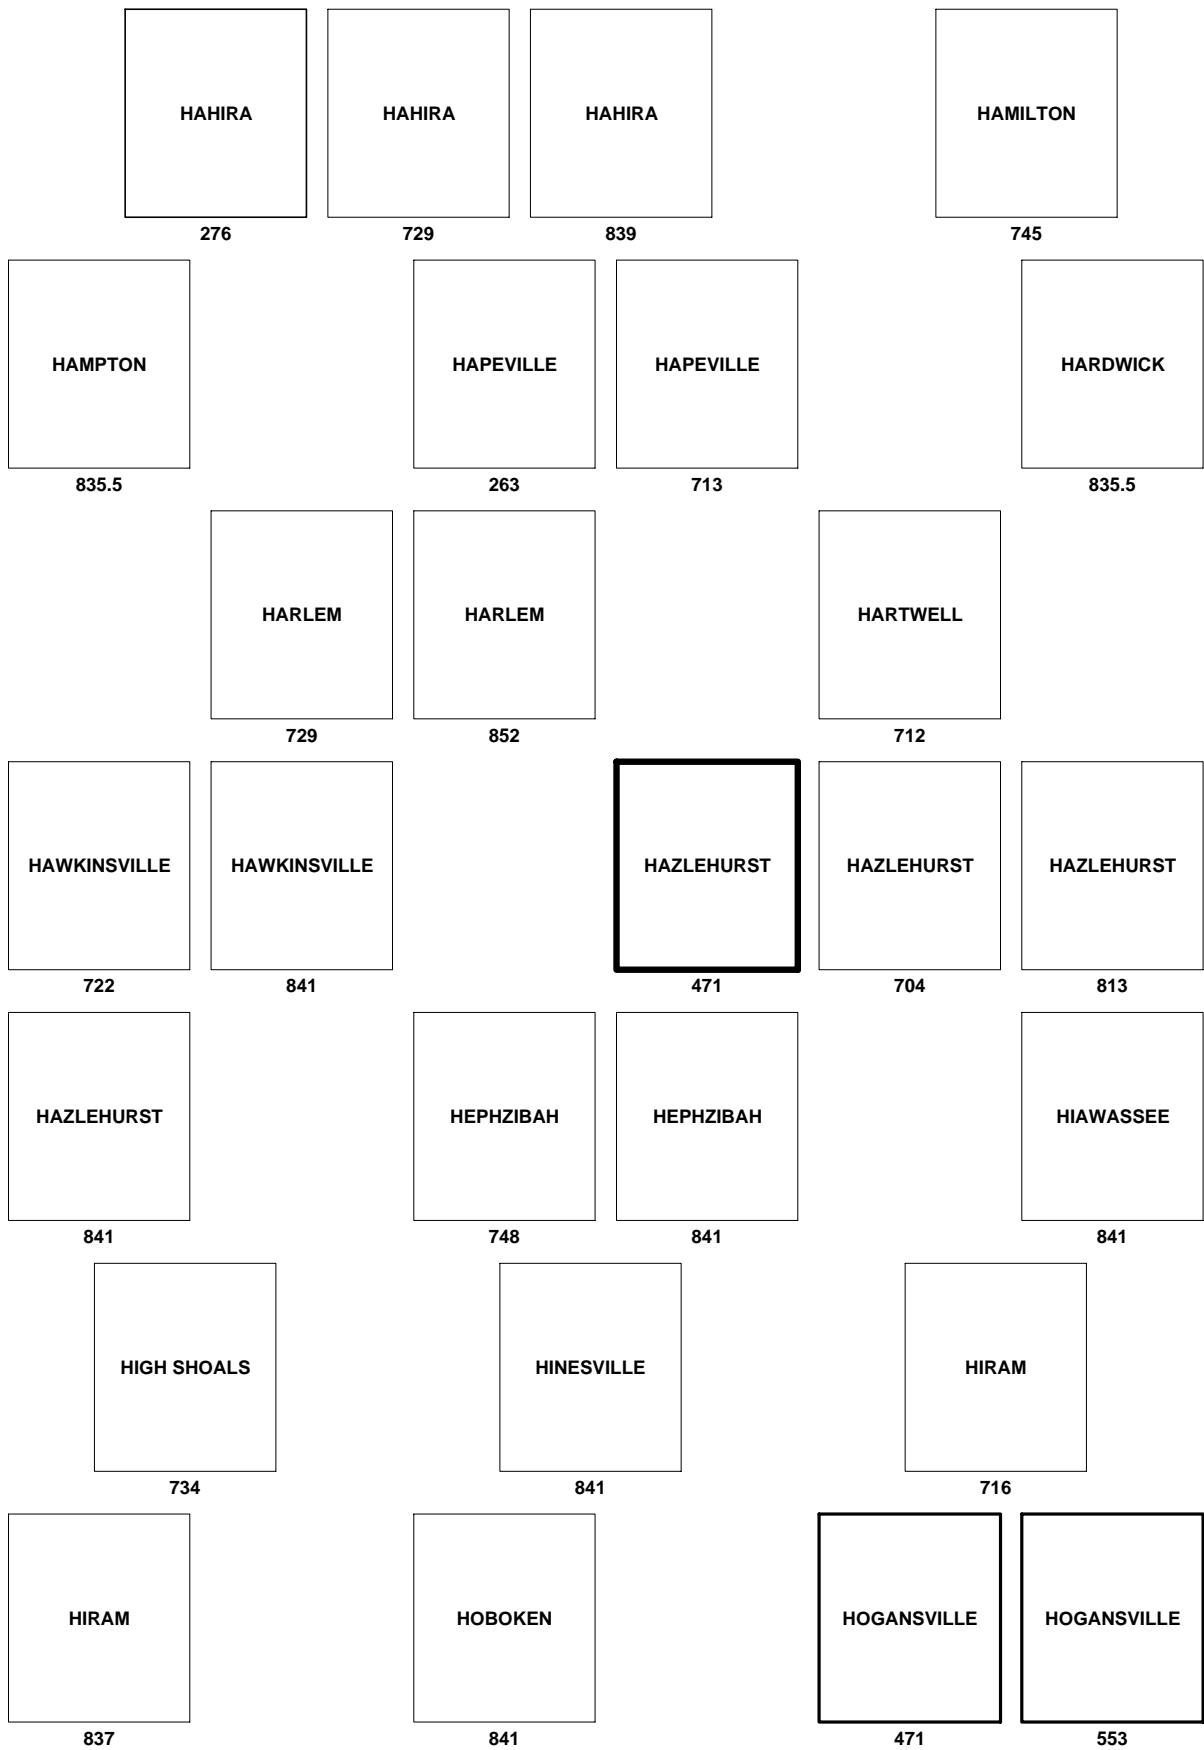 HAHIRA HAHIRA HAHIRA HAMILTON
276 729 839 745
HAMPTON HAPEVILLE HAPEVILLE HARDWICK
835.5 263 713 835.5
HARLEM HARLEM HARTWELL
729 852 712
HAWKINSVILLE HAWKINSVILLE HAZLEHURST HAZLEHURST HAZLEHURST
722 841 471 704 813
HAZLEHURST HEPHZIBAH HEPHZIBAH HIAWASSEE
841 748 841 841
HIGH SHOALS HINESVILLE HIRAM
734 841 716
HIRAM HOBOKEN HOGANSVILLE HOGANSVILLE
837 841 471 553